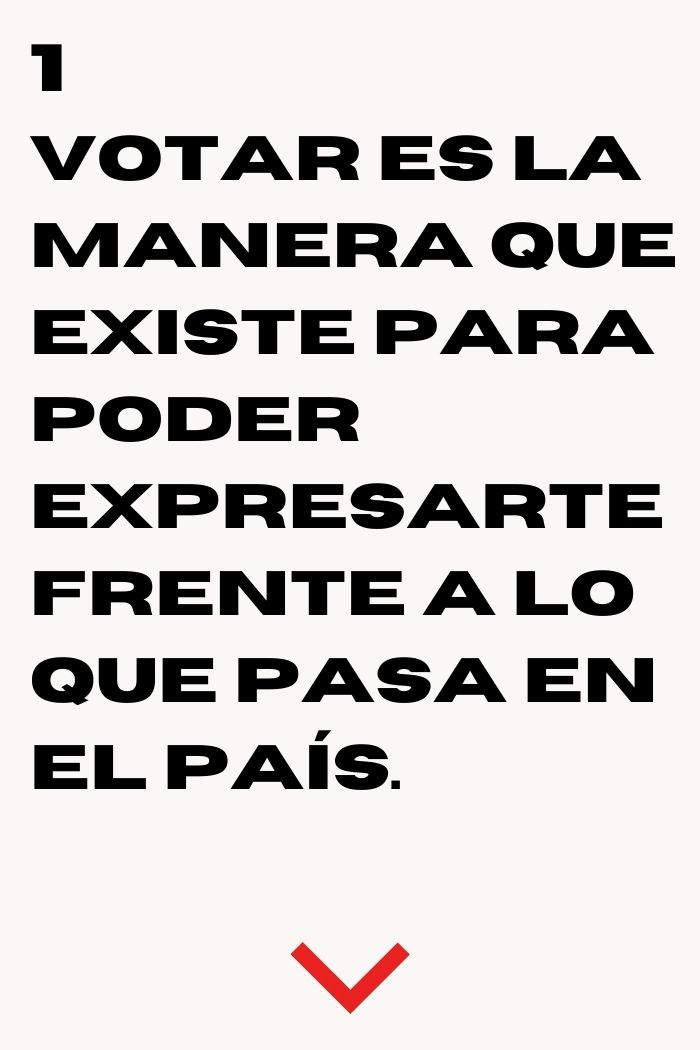 1
VOTAR ES LA
MANERA QUE
EXISTE PARA
PODER
EXPRESARTE
FRENTE A LO
QUE PASA EN
EL PAÍS.